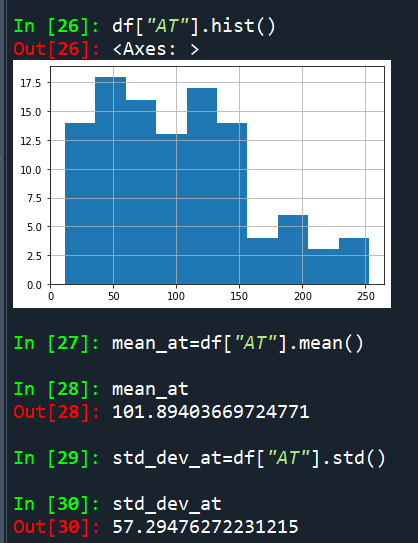 In [26]: df["AT"].hist()
Out[26]: <Axes: >
17.5
15.0
12.5
10.0
7.5
5.0
2.5
0.0
0 50 100 150 200 250
In [27]: mean_at=df["AT"].mean()
In [28]: mean_at
Out[28]: 101.89403669724771
In [29]: std_dev_at=df["AT"].std()
In [30]: std_dev_at
Out[30]: 57.29476272231215